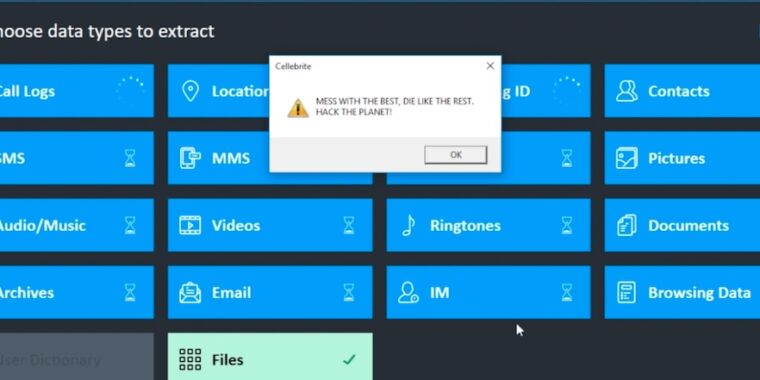 hoose data types to extract
Cellebrite
MESS WITH THE BEST, DIE LIKE THE REST.
HACK THE PLANET!
OK
Call Logs
Location
g ID
Contacts
SMS
MMS
Pictures
Audio/Music
Videos
Ringtones
Documents
Archives
Email
IM
Browsing Data
User Dictionary
Files